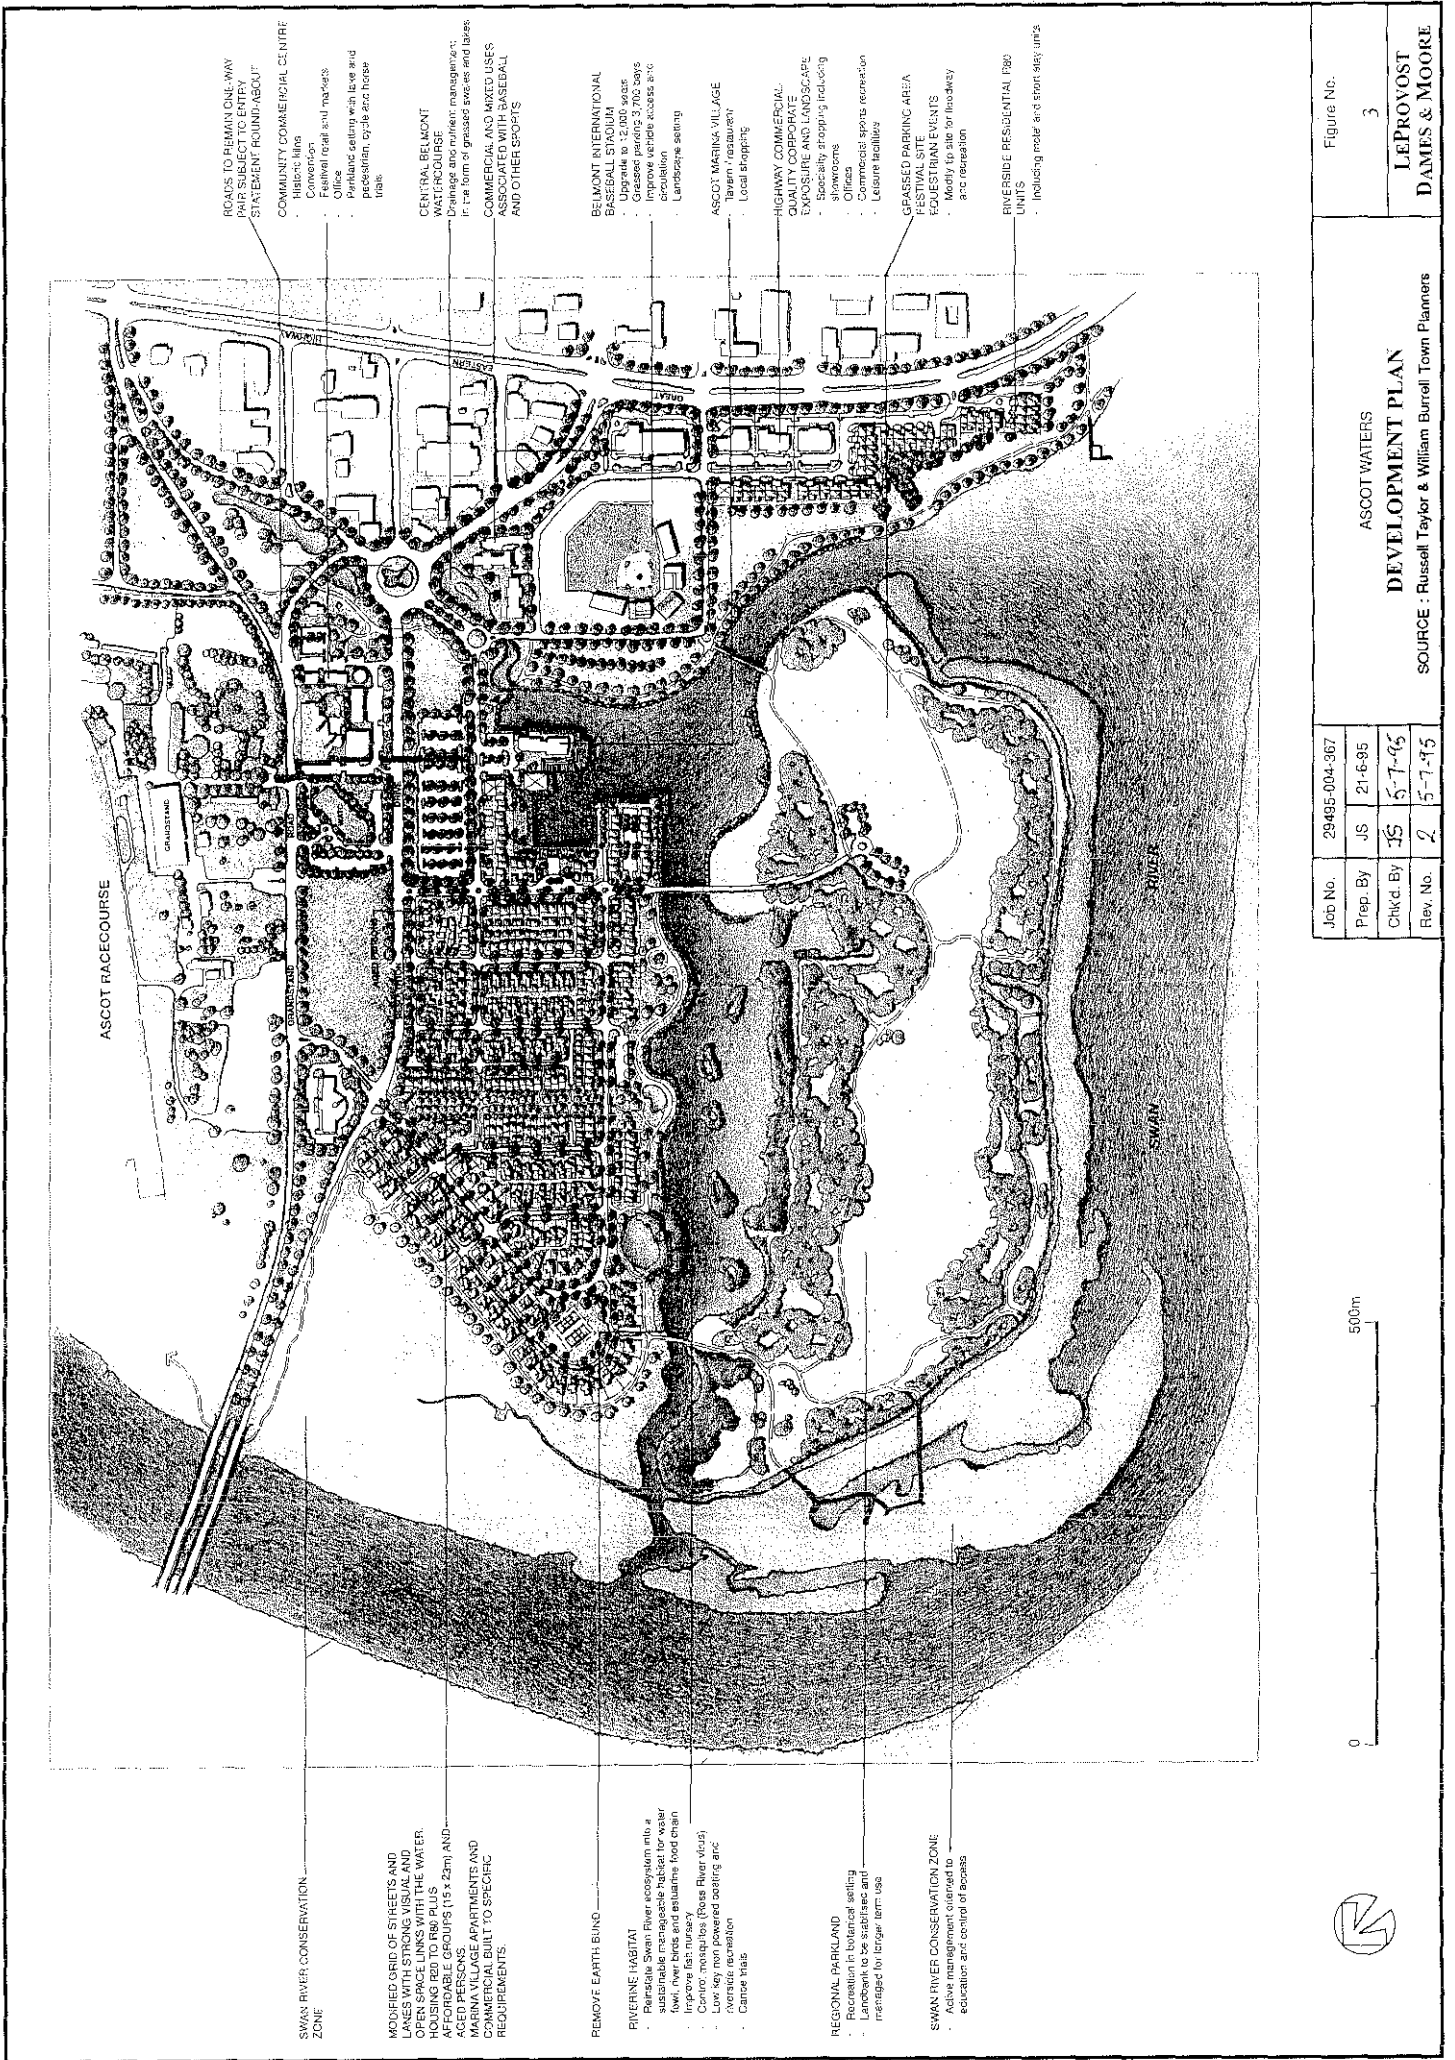 ROADS TO REMAIN ONE-WAY
PAIR SUBJECT TO ENTRY
STATEMENT ROUND-ABOUT
COMMUNITY COMMERCIAL CENTRE
- Historic kilns
- Convention
- Festival retail and markets
- Office
- Parkland setting with lake and
pedestrian, cycle and horse
trails
CENTRAL BELMONT
WATERCOURSE
- Drainage and nutrient management
in the form of grassed swales and lakes
COMMERCIAL AND MIXED USES
ASSOCIATED WITH BASEBALL
AND OTHER SPORTS
BELMONT INTERNATIONAL
BASEBALL STADIUM
- Upgrade to 12,000 seats
- Grassed parking 3,700 bays
- Improve vehicle access and
circulation
- Landscape setting
ASCOT MARINA VILLAGE
- Tavern / restaurant
- Local shopping
HIGHWAY COMMERCIAL
QUALITY CORPORATE
EXPOSURE AND LANDSCAPE
- Specialty shopping including
showrooms
- Offices
- Commercial sports recreation
- Leisure facilities
GRASSED PARKING AREA
FESTIVAL SITE
EQUESTRIAN EVENTS
- Modify tip site for floodway
and recreation
RIVERSIDE RESIDENTIAL R80
UNITS
- Including motel and short stay units
ASCOT RACECOURSE
GRANDSTAND
GRANDSTAND
ROAD
DRIVE
GREAT
EASTERN
HIGHWAY
SWAN
RIVER
SWAN RIVER CONSERVATION
ZONE
MODIFIED GRID OF STREETS AND
LANES WITH STRONG VISUAL AND
OPEN SPACE LINKS WITH THE WATER.
HOUSING R20 TO R80 PLUS
AFFORDABLE GROUPS (15 x 23m) AND
AGED PERSONS.
MARINA VILLAGE APARTMENTS AND
COMMERCIAL BUILT TO SPECIFIC
REQUIREMENTS.
REMOVE EARTH BUND
RIVERINE HABITAT
- Reinstate Swan River ecosystem into a
sustainable manageable habitat for water
fowl, river birds and estuarine food chain
- Improve fish nursery
- Control mosquitos (Ross River virus)
- Low key non powered boating and
riverside recreation
- Canoe trails
REGIONAL PARKLAND
- Recreation in botanical setting
- Landbank to be stabilised and
managed for longer term use
SWAN RIVER CONSERVATION ZONE
- Active management oriented to
education and control of access
0
500m
Job No. 29495-004-367
Prep. By JS 21-6-95
Chk'd. By JS 5-7-95
Rev. No. 2 5-7-95
ASCOT WATERS
DEVELOPMENT PLAN
SOURCE : Russell Taylor & William Burrell Town Planners
Figure No.
3
LEPROVOST
DAMES & MOORE